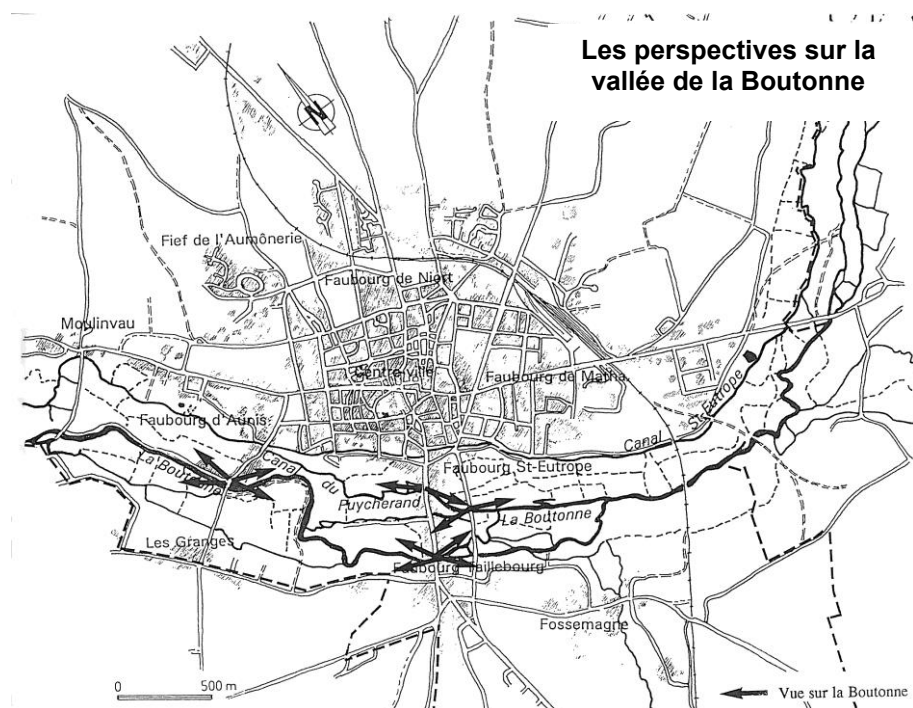 Les perspectives sur la
vallée de la Boutonne
N
Fief de l'Aumônerie
Faubourg de Niort
Moulinvau
Centre ville
Faubourg de Matha
Faubourg d'Aunis
Canal St-Eutrope
Faubourg St-Eutrope
La Boutonne
Canal du Puycherand
La Boutonne
Les Granges
Faubourg Taillebourg
Fossemagne
0 500 m
Vue sur la Boutonne